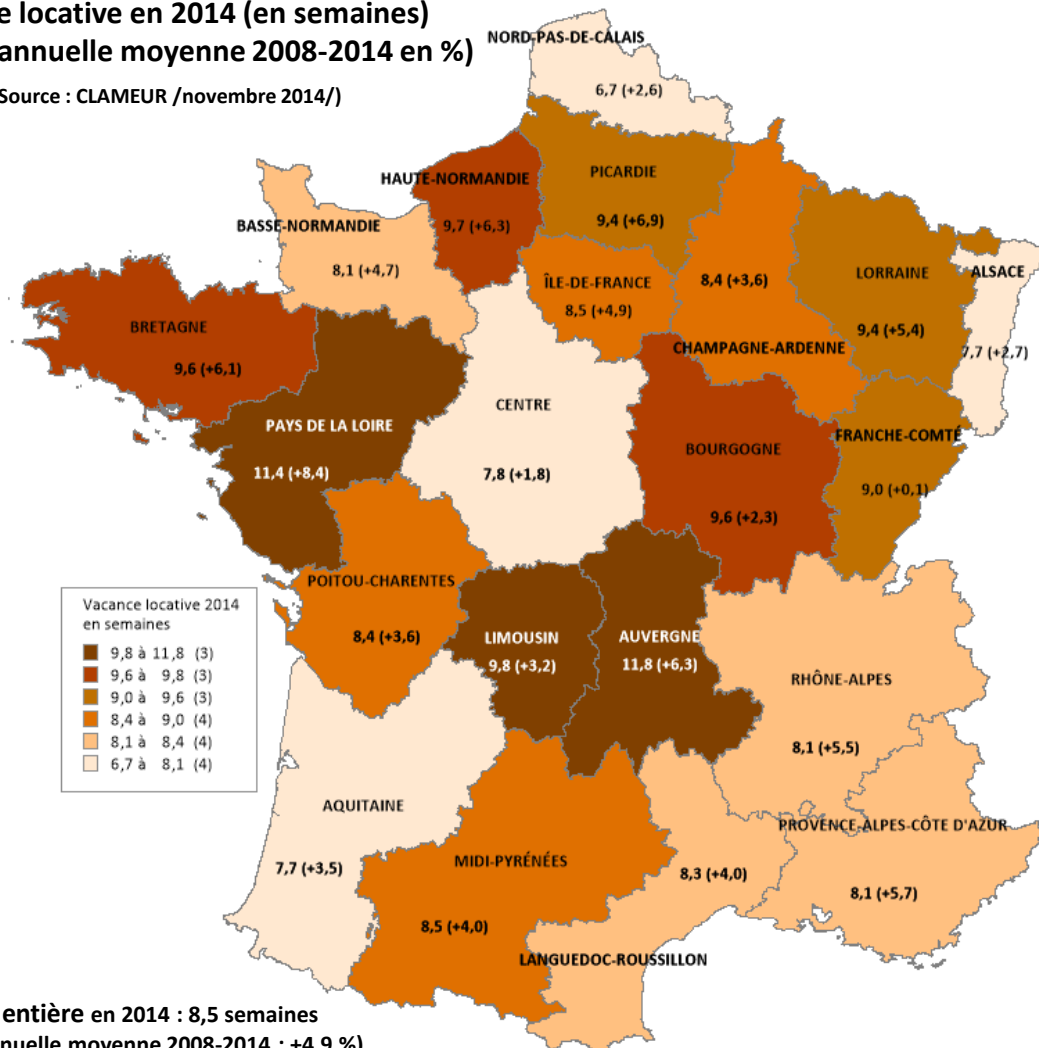 locative en 2014 (en semaines)
annuelle moyenne 2008-2014 en %)
Source : CLAMEUR /novembre 2014/)
NORD-PAS-DE-CALAIS
6,7 (+2,6)
HAUTE-NORMANDIE
9,7 (+6,3)
PICARDIE
9,4 (+6,9)
BASSE-NORMANDIE
8,1 (+4,7)
ÎLE-DE-FRANCE
8,5 (+4,9)
8,4 (+3,6)
CHAMPAGNE-ARDENNE
LORRAINE
9,4 (+5,4)
ALSACE
7,7 (+2,7)
BRETAGNE
9,6 (+6,1)
PAYS DE LA LOIRE
11,4 (+8,4)
CENTRE
7,8 (+1,8)
BOURGOGNE
9,6 (+2,3)
FRANCHE-COMTÉ
9,0 (+0,1)
POITOU-CHARENTES
8,4 (+3,6)
LIMOUSIN
9,8 (+3,2)
AUVERGNE
11,8 (+6,3)
RHÔNE-ALPES
8,1 (+5,5)
Vacance locative 2014
en semaines
9,8 à 11,8 (3)
9,6 à 9,8 (3)
9,0 à 9,6 (3)
8,4 à 9,0 (4)
8,1 à 8,4 (4)
6,7 à 8,1 (4)
AQUITAINE
7,7 (+3,5)
MIDI-PYRÉNÉES
8,5 (+4,0)
8,3 (+4,0)
LANGUEDOC-ROUSSILLON
PROVENCE-ALPES-CÔTE D'AZUR
8,1 (+5,7)
entière en 2014 : 8,5 semaines
moyenne 2008-2014 : +4,9 %)